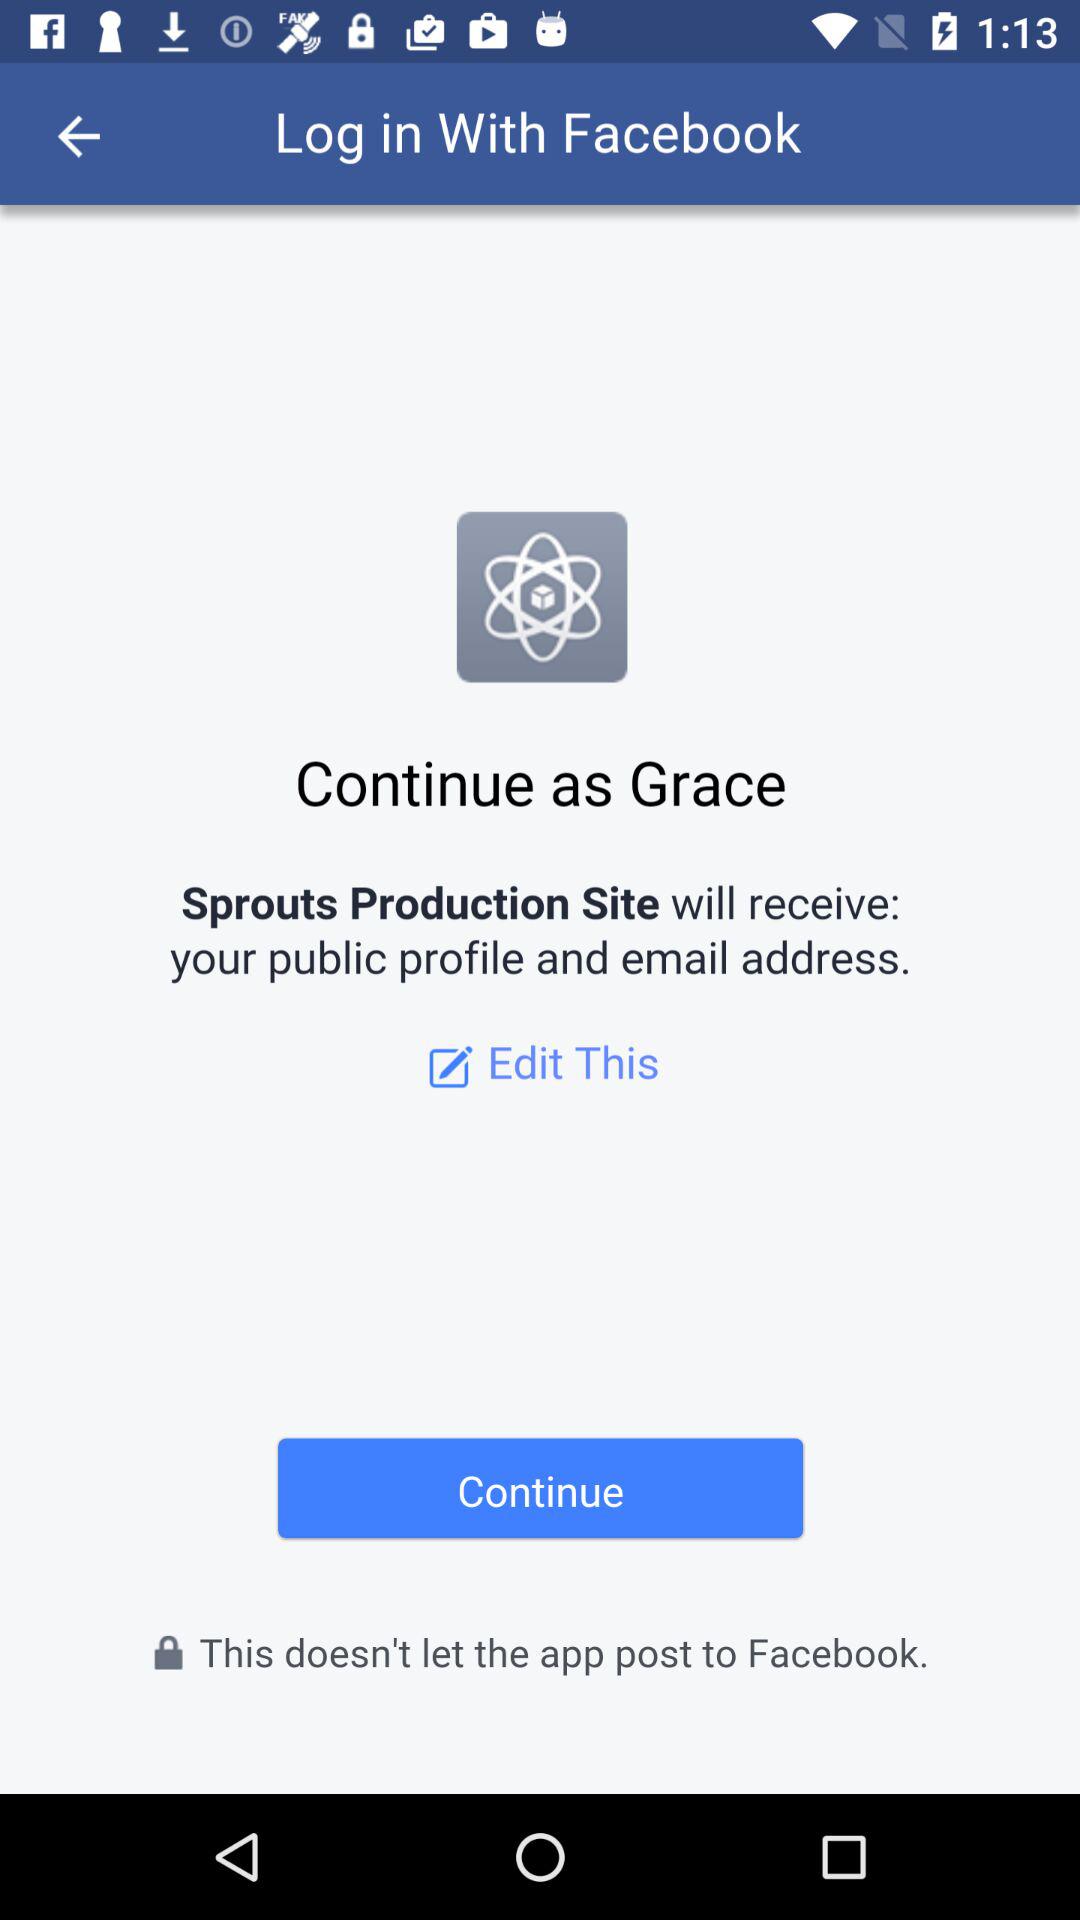 FAKE
1:13
Log in With Facebook
Continue as Grace
Sprouts Production Site will receive:
your public profile and email address.
Edit This
Continue
This doesn't let the app post to Facebook.